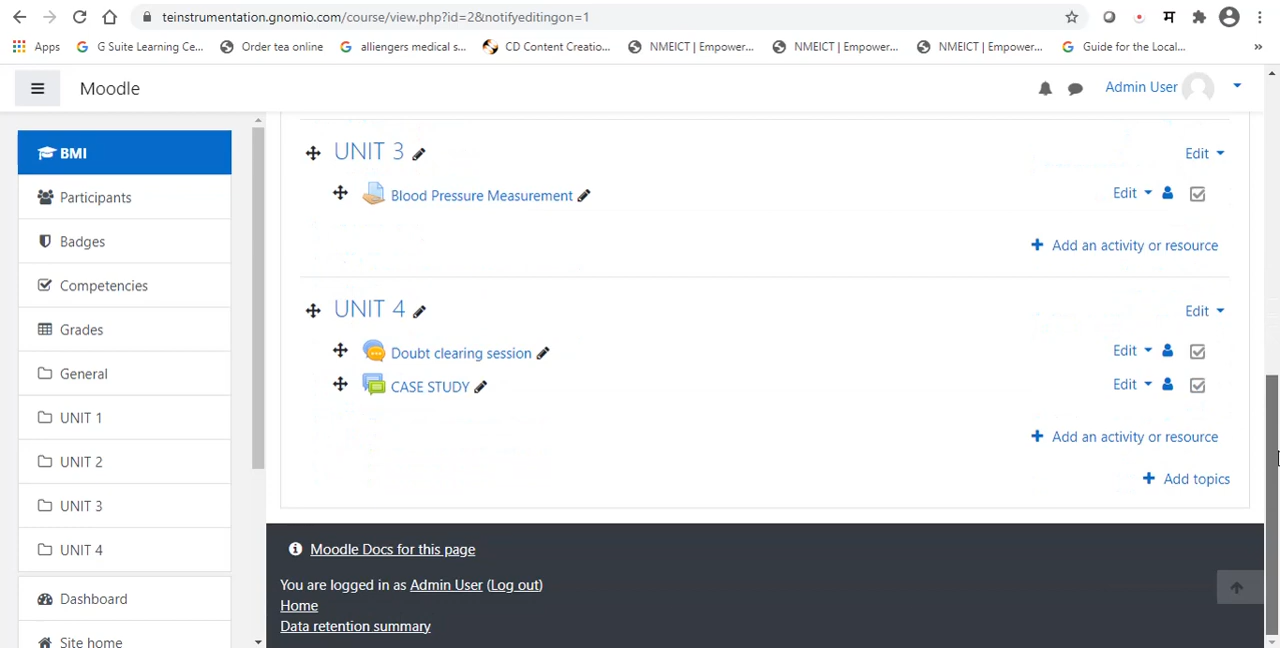 teinstrumentation.gnomio.com/course/view.php?id=2&notifyeditingon=1
म
Apps G Suite Learning Ce... Order tea online alliengers medical s... CD Content Creatio... NMEICT | Empower... NMEICT | Empower... NMEICT | Empower... Guide for the Local... »
Moodle Admin User
BMI
Participants
Badges
Competencies
Grades
General
UNIT 1
UNIT 2
UNIT 3
UNIT 4
Dashboard
Site home
UNIT 3 Edit
Blood Pressure Measurement Edit
Add an activity or resource
UNIT 4 Edit
Doubt clearing session Edit
CASE STUDY Edit
Add an activity or resource
Add topics
Moodle Docs for this page
You are logged in as Admin User (Log out)
Home
Data retention summary